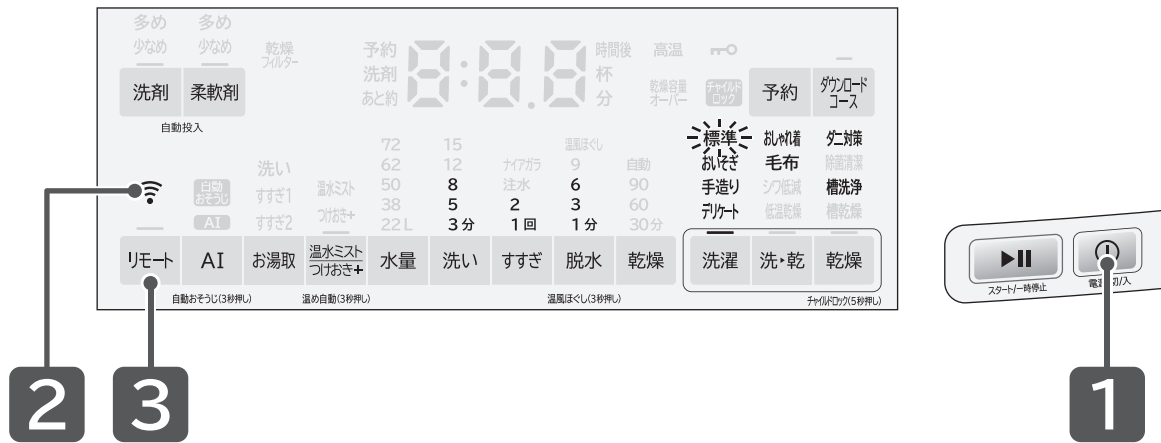 多め 多め
少なめ 少なめ 乾燥フィルター 予約 8:8.8 時間後 高温
洗剤 杯 乾燥容量オーバー チャイルドロック
あと約 分
洗剤 柔軟剤 予約 ダウンロードコース
自動投入
72 15 温風ほぐし 標準 おしゃれ着 ダニ対策
洗い 62 12 ナイアガラ 9 自動 おいそぎ 毛布 除菌清潔
自動おそうじ すすぎ1 温水ミスト 50 8 注水 6 90 手造り シワ低減 槽洗浄
AI すすぎ2 つけおき+ 38 5 2 3 60 デリケート 低温乾燥 槽乾燥
22L 3分 1回 1分 30分
リモート AI お湯取 温水ミスト つけおき+ 水量 洗い すすぎ 脱水 乾燥 洗濯 洗・乾 乾燥
自動おそうじ(3秒押し) 温め自動(3秒押し) 温風ほぐし(3秒押し) チャイルドロック(5秒押し)
スタート/一時停止
2 3 1